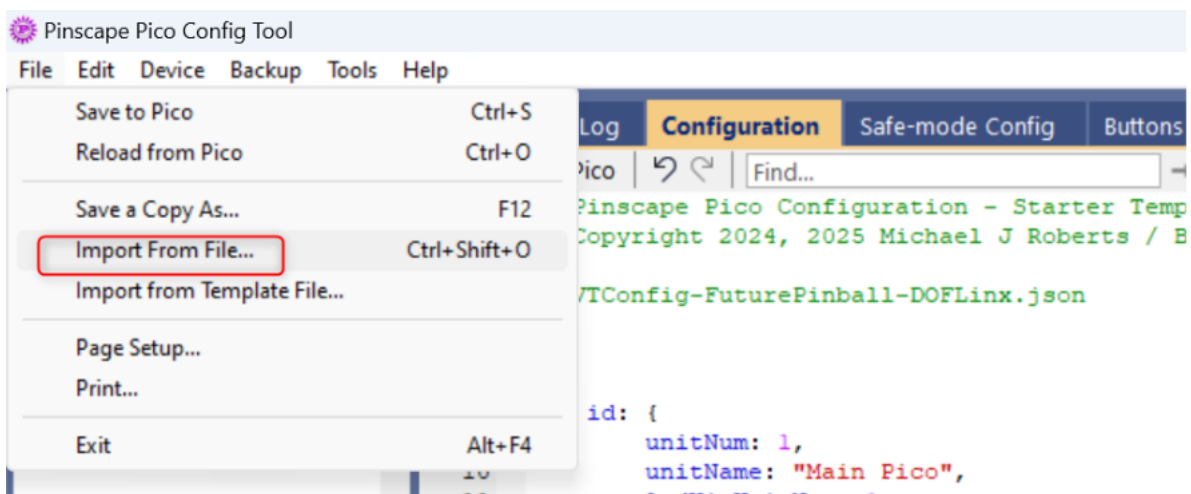 Pinscape Pico Config Tool
File Edit Device Backup Tools Help
Save to Pico Ctrl+S
Reload from Pico Ctrl+O
Save a Copy As... F12
Import From File... Ctrl+Shift+O
Import from Template File...
Page Setup...
Print...
Exit Alt+F4
Log Configuration Safe-mode Config Buttons
Pico Find...
Pinscape Pico Configuration - Starter Temp
Copyright 2024, 2025 Michael J Roberts / B
VTConfig-FuturePinball-DOFLinx.json
id: {
unitNum: 1,
unitName: "Main Pico",